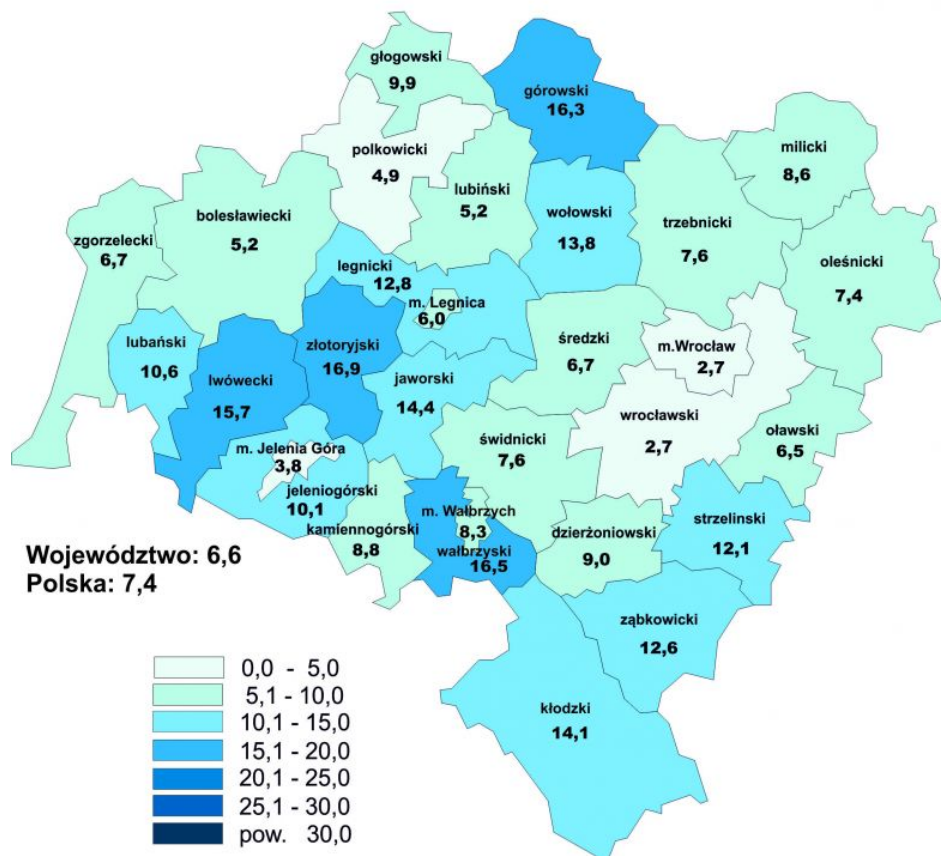 głogowski
9,9
górowski
16,3
polkowicki
4,9
milicki
8,6
lubiński
5,2
bolesławiecki
5,2
wołowski
13,8
trzebnicki
7,6
zgorzelecki
6,7
oleśnicki
7,4
legnicki
12,8
m. Legnica
6,0
lubański
10,6
złotoryjski
16,9
średzki
6,7
m.Wrocław
2,7
lwówecki
15,7
jaworski
14,4
wrocławski
2,7
oławski
6,5
świdnicki
7,6
m. Jelenia Góra
3,8
jeleniogórski
10,1
m. Wałbrzych
8,3
kamiennogórski
8,8
wałbrzyski
16,5
dzierżoniowski
9,0
strzelinski
12,1
Województwo: 6,6
Polska: 7,4
ząbkowicki
12,6
kłodzki
14,1
0,0 - 5,0
5,1 - 10,0
10,1 - 15,0
15,1 - 20,0
20,1 - 25,0
25,1 - 30,0
pow. 30,0